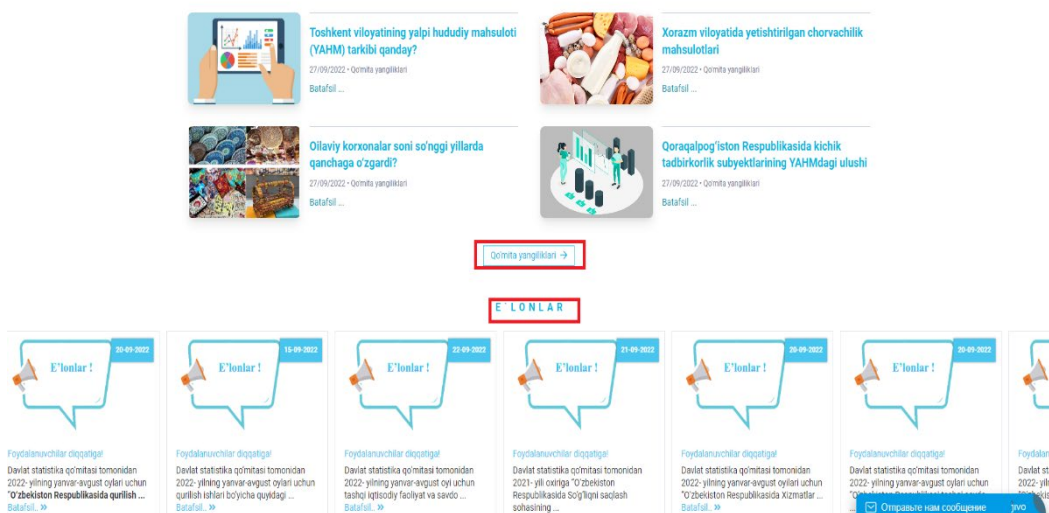 Toshkent viloyatining yalpi hududiy mahsuloti
(YAHM) tarkibi qanday?
27/09/2022 • Qo'mita yangiliklari
Batafsil ...
Xorazm viloyatida yetishtirilgan chorvachilik
mahsulotlari
27/09/2022 • Qo'mita yangiliklari
Batafsil ...
Oilaviy korxonalar soni so'nggi yillarda
qanchaga o'zgardi?
27/09/2022 • Qo'mita yangiliklari
Batafsil ...
Qoraqalpog'iston Respublikasida kichik
tadbirkorlik subyektlarining YAHMdagi ulushi
27/09/2022 • Qo'mita yangiliklari
Batafsil ...
Qo'mita yangiliklari →
E`LONLAR
20-09-2022
E'lonlar !
Foydalanuvchilar diqqatiga!
Davlat statistika qo'mitasi tomonidan
2022- yilning yanvar-avgust oylari uchun
"O'zbekiston Respublikasida qurilish ...
Batafsil.. »
15-09-2022
E'lonlar !
Foydalanuvchilar diqqatiga!
Davlat statistika qo'mitasi tomonidan
2022- yilning yanvar-avgust oylari uchun
qurilish ishlari bo'yicha quyidagi ...
Batafsil.. »
22-09-2022
E'lonlar !
Foydalanuvchilar diqqatiga!
Davlat statistika qo'mitasi tomonidan
2022- yilning yanvar-avgust oyi uchun
tashqi iqtisodiy faoliyat va savdo ...
Batafsil.. »
21-09-2022
E'lonlar !
Foydalanuvchilar diqqatiga!
Davlat statistika qo'mitasi tomonidan
2021- yili oxiriga "O'zbekiston
Respublikasida Sog'liqni saqlash
sohasining ...
20-09-2022
E'lonlar !
Foydalanuvchilar diqqatiga!
Davlat statistika qo'mitasi tomonidan
2022- yilning yanvar-avgust oylari uchun
"O'zbekiston Respublikasida Xizmatlar ...
Batafsil.. »
20-09-2022
E'lonlar !
Foydalanuvchilar diqqatiga!
Davlat statistika qo'mitasi tomonidan
2022- yilning yanvar-avgust oylari uchun
Отправьте нам сообщение
jivo